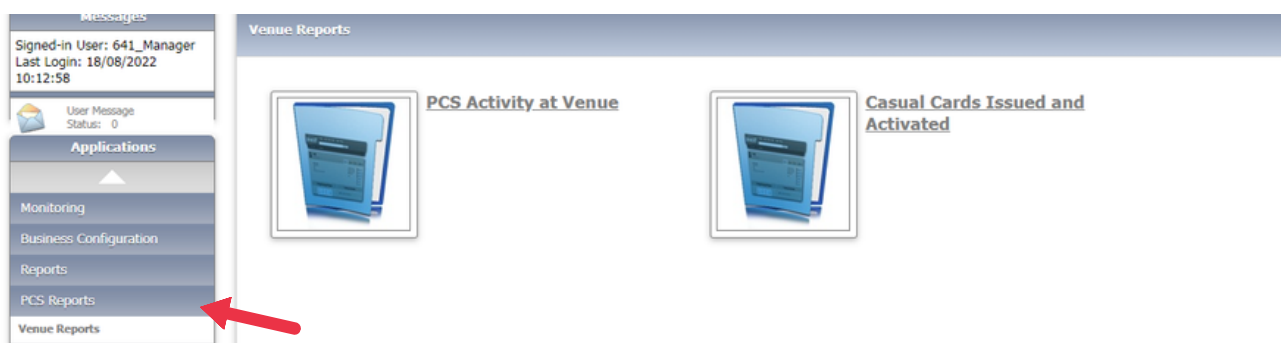 Messages
Signed-in User: 641_Manager
Last Login: 18/08/2022
10:12:58
User Message
Status: 0
Applications
Monitoring
Business Configuration
Reports
PCS Reports
Venue Reports
Venue Reports
PCS Activity at Venue
Casual Cards Issued and
Activated